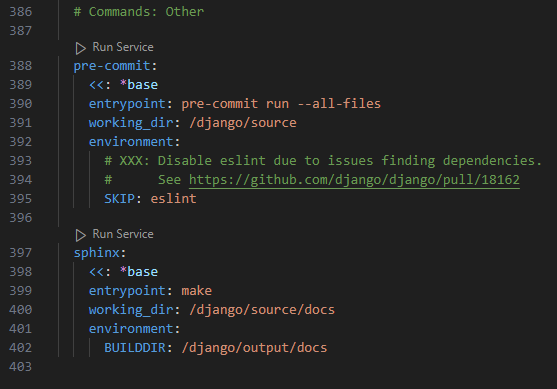 386 # Commands: Other
387
Run Service
388 pre-commit:
389 <<: *base
390 entrypoint: pre-commit run --all-files
391 working_dir: /django/source
392 environment:
393 # XXX: Disable eslint due to issues finding dependencies.
394 # See https://github.com/django/django/pull/18162
395 SKIP: eslint
396
Run Service
397 sphinx:
398 <<: *base
399 entrypoint: make
400 working_dir: /django/source/docs
401 environment:
402 BUILDDIR: /django/output/docs
403